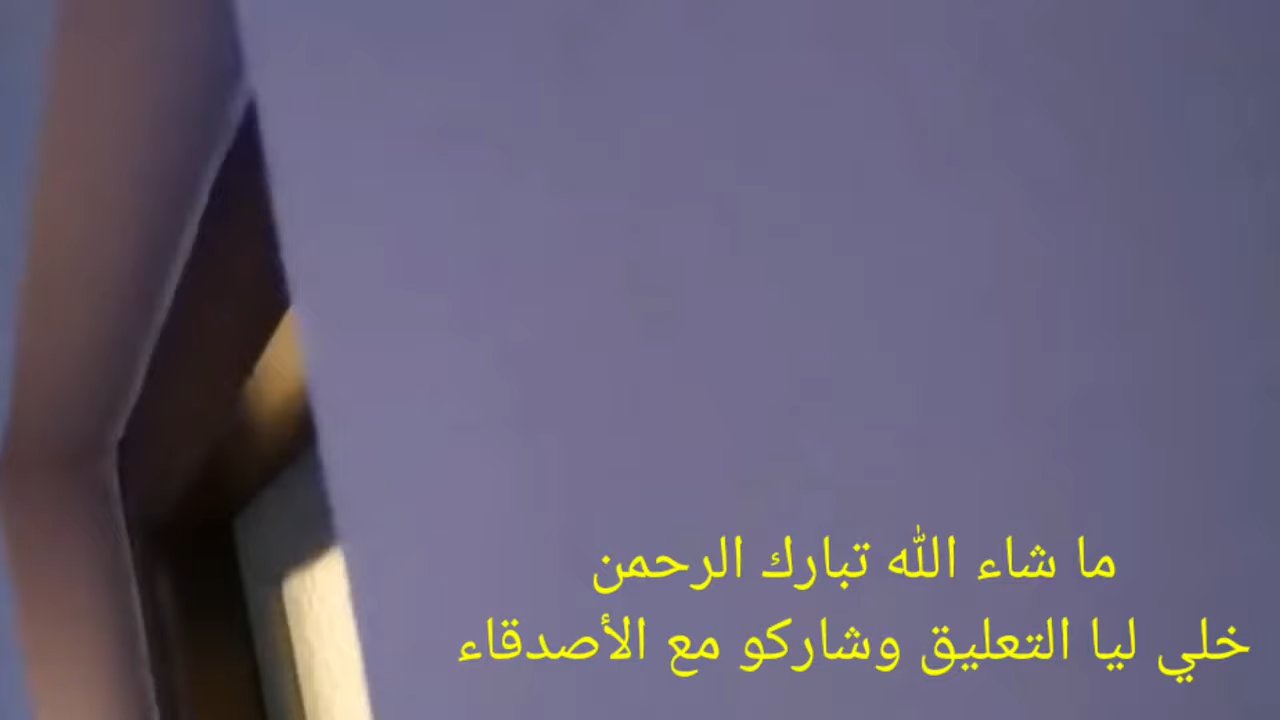 ما شاء الله تبارك الرحمن
خلي ليا التعليق وشاركو مع الأصدقاء